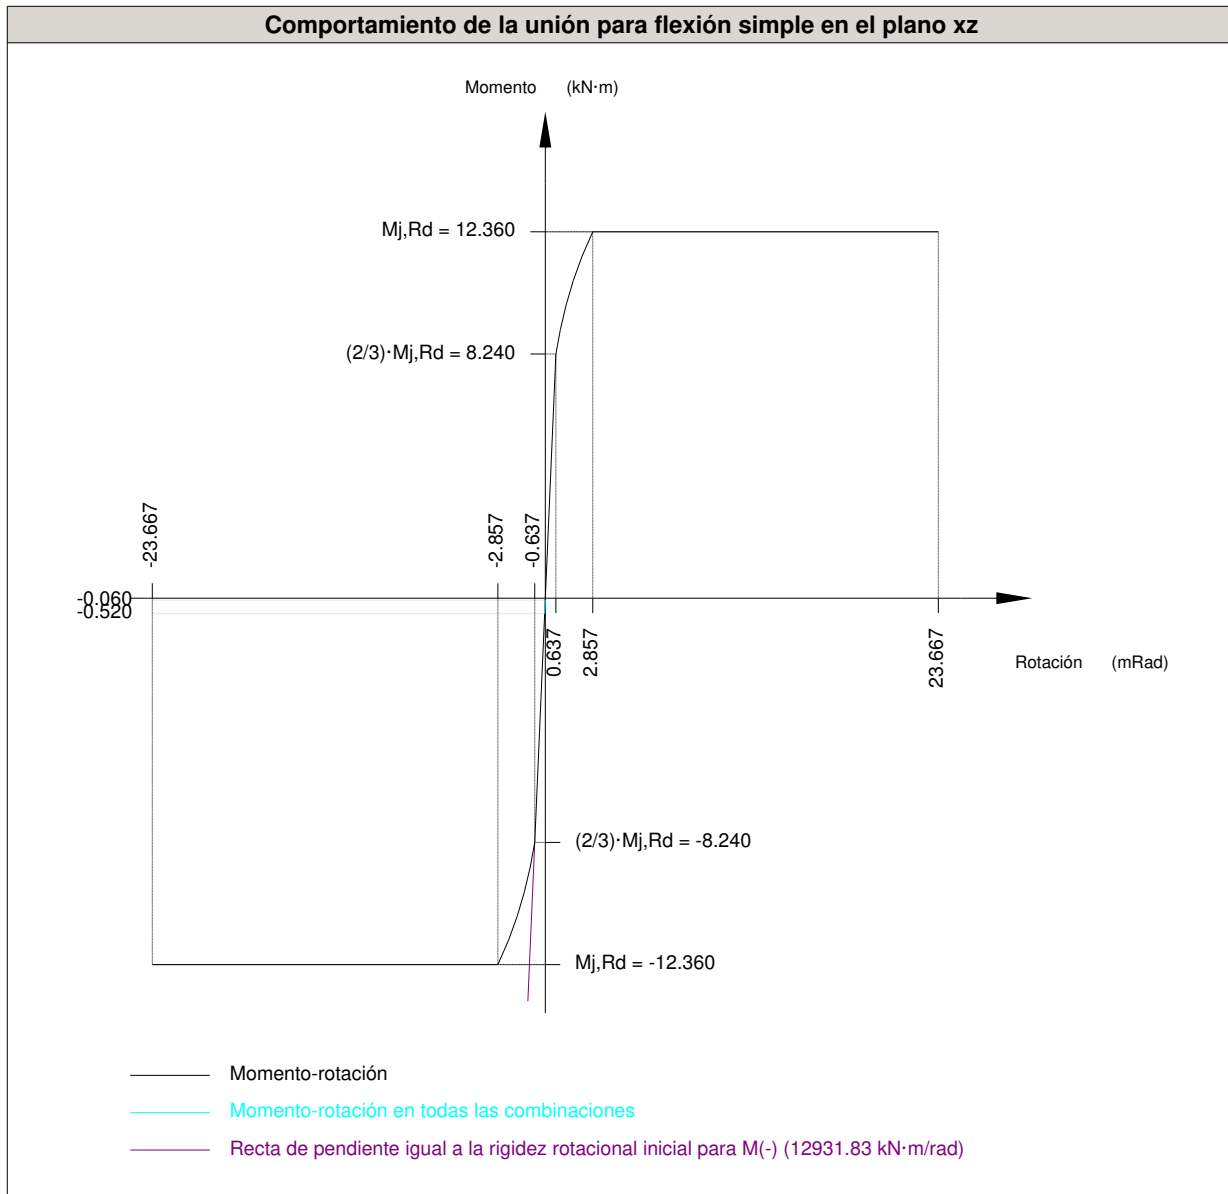 Comportamiento de la unión para flexión simple en el plano xz
Momento (kN·m)
Mj,Rd = 12.360
(2/3)·Mj,Rd = 8.240
-23.667
-2.857
-0.637
-0.060
-0.520
0.637
2.857
23.667
Rotación (mRad)
(2/3)·Mj,Rd = -8.240
Mj,Rd = -12.360
Momento-rotación
Momento-rotación en todas las combinaciones
Recta de pendiente igual a la rigidez rotacional inicial para M(-) (12931.83 kN·m/rad)